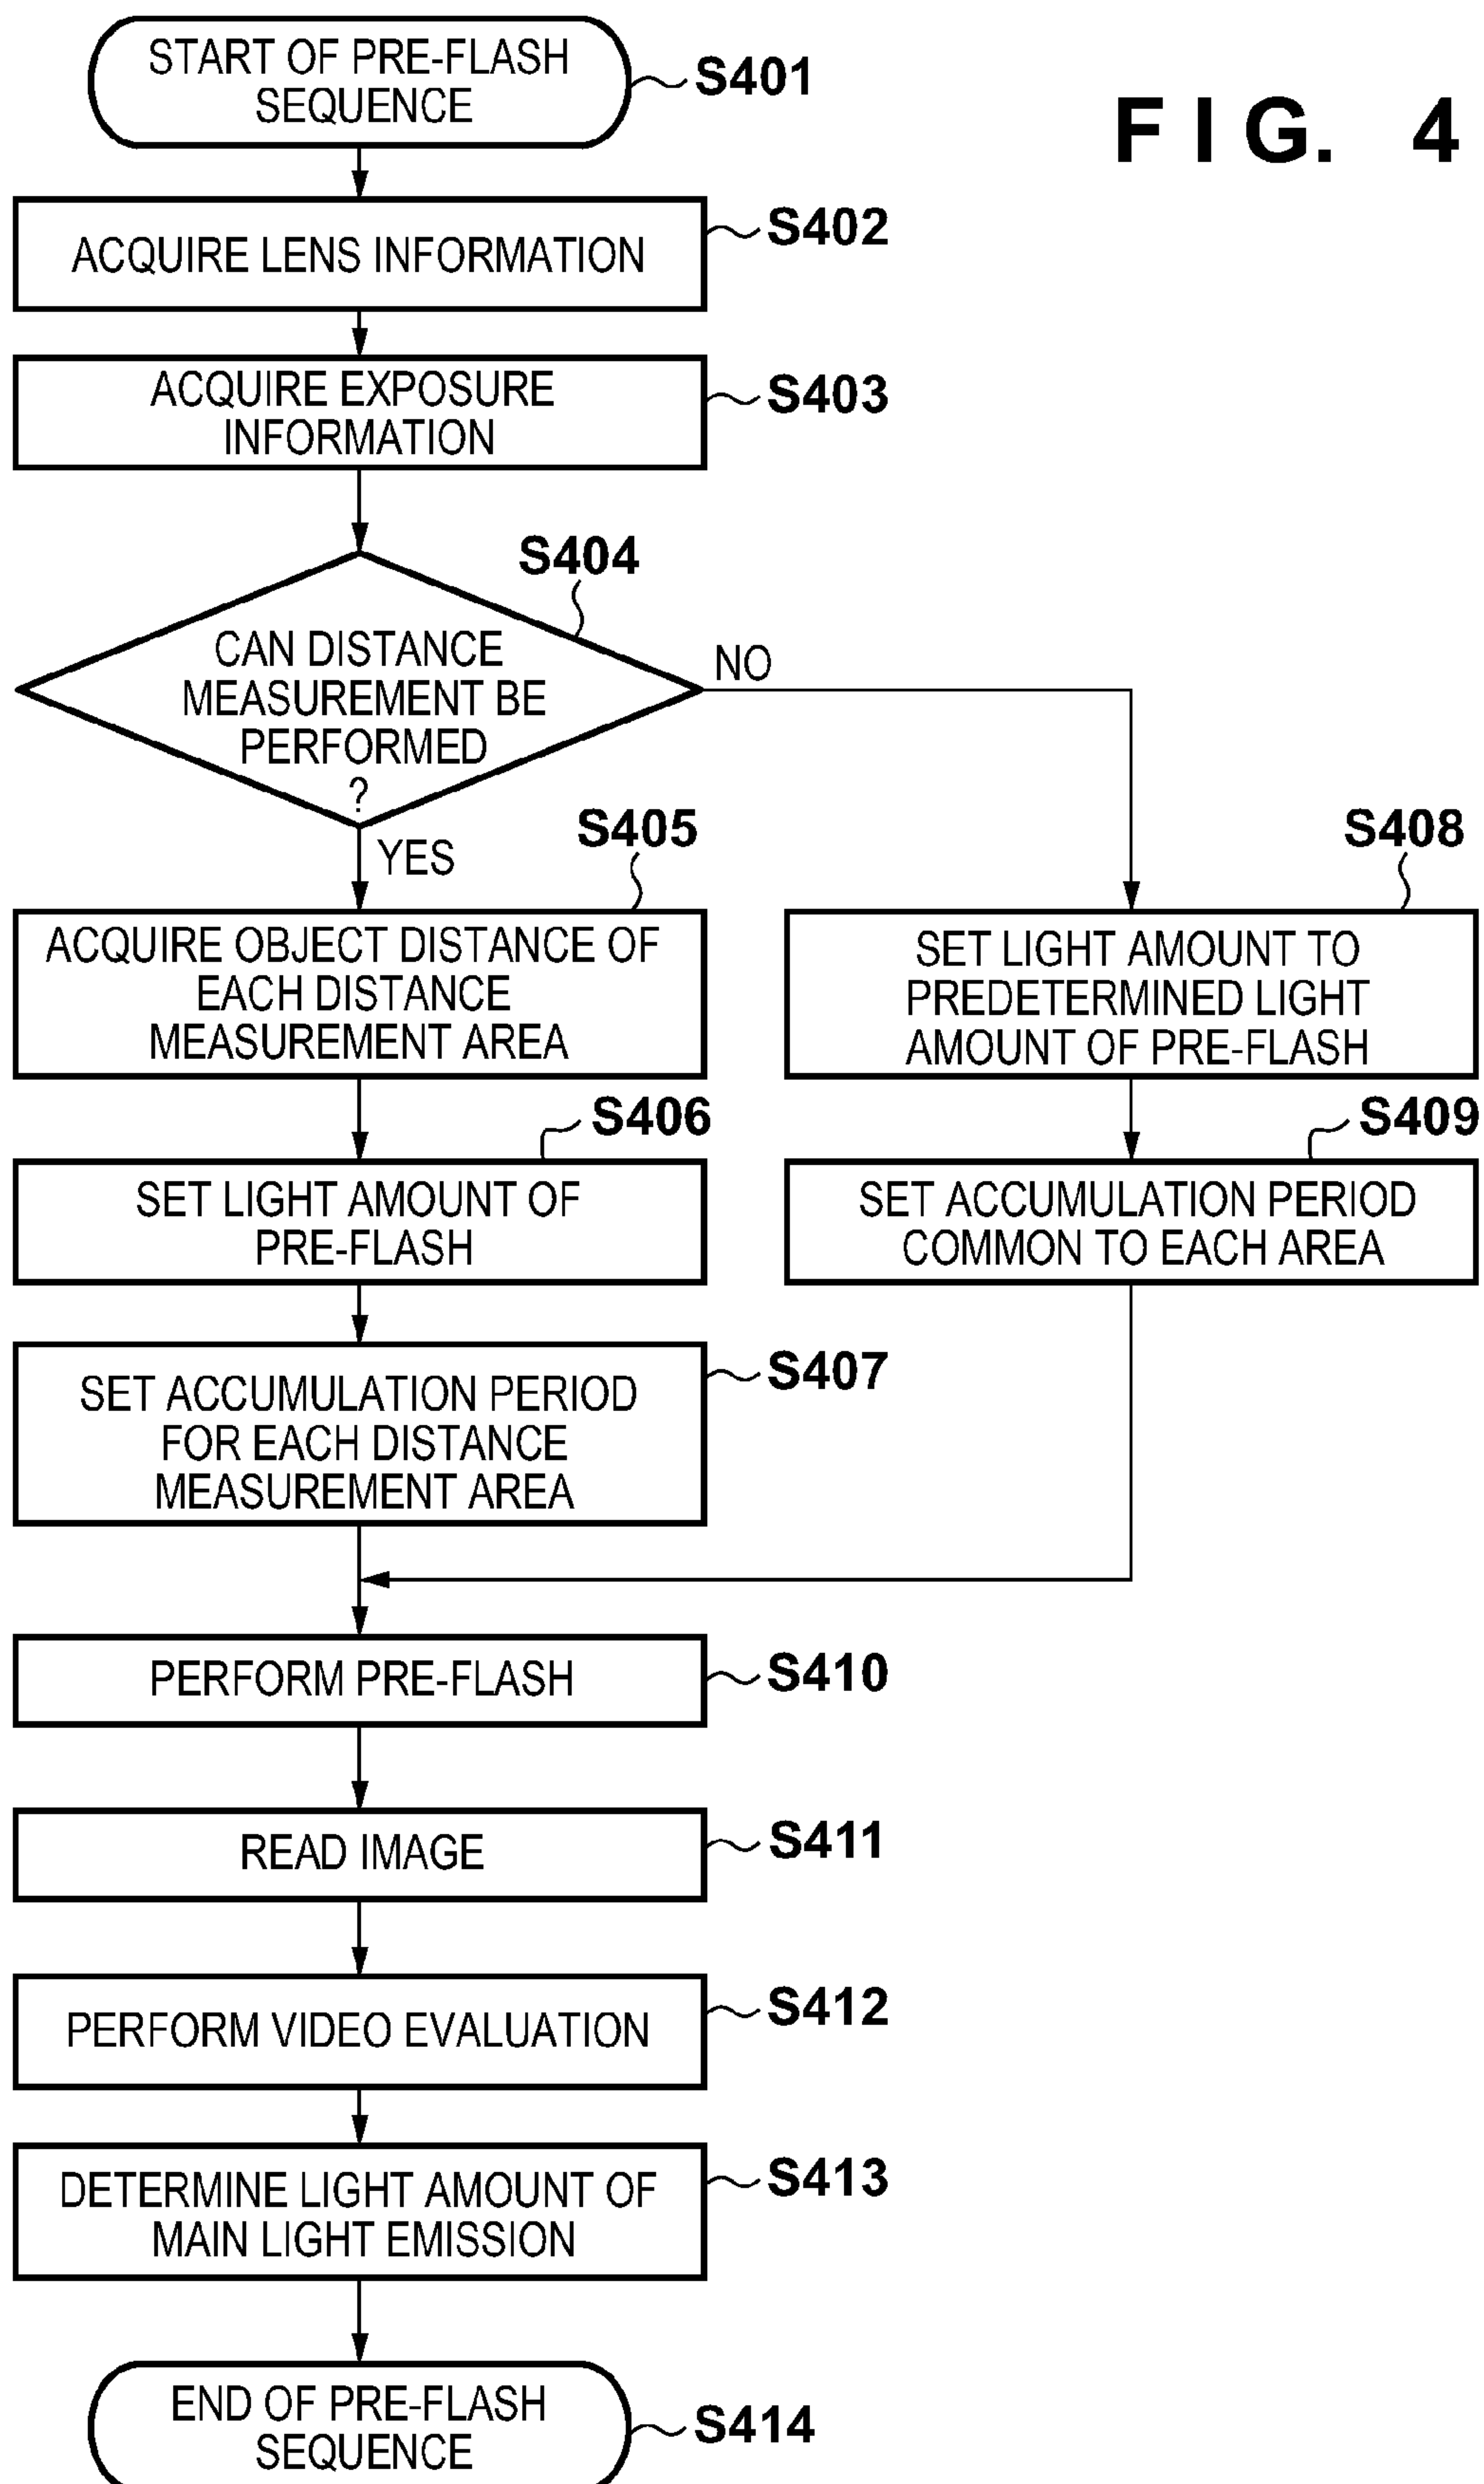 FIG. 4
START OF PRE-FLASH
SEQUENCE
S401
ACQUIRE LENS INFORMATION
S402
ACQUIRE EXPOSURE
INFORMATION
S403
S404
CAN DISTANCE
MEASUREMENT BE
PERFORMED
?
NO
YES
S405
ACQUIRE OBJECT DISTANCE OF
EACH DISTANCE
MEASUREMENT AREA
S408
SET LIGHT AMOUNT TO
PREDETERMINED LIGHT
AMOUNT OF PRE-FLASH
S406
SET LIGHT AMOUNT OF
PRE-FLASH
S409
SET ACCUMULATION PERIOD
COMMON TO EACH AREA
SET ACCUMULATION PERIOD
FOR EACH DISTANCE
MEASUREMENT AREA
S407
PERFORM PRE-FLASH
S410
READ IMAGE
S411
PERFORM VIDEO EVALUATION
S412
DETERMINE LIGHT AMOUNT OF
MAIN LIGHT EMISSION
S413
END OF PRE-FLASH
SEQUENCE
S414